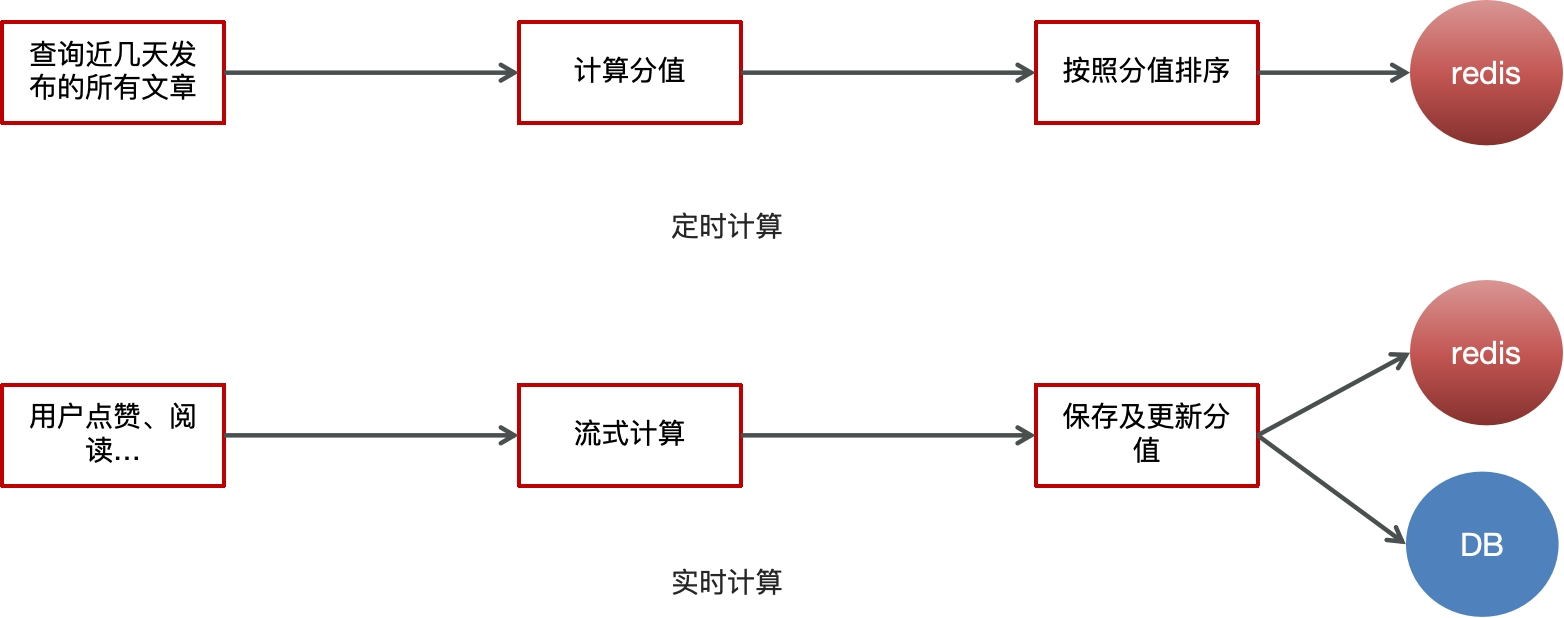 查询近几天发
布的所有文章
计算分值
按照分值排序
redis
定时计算
用户点赞、阅
读…
流式计算
保存及更新分
值
redis
DB
实时计算